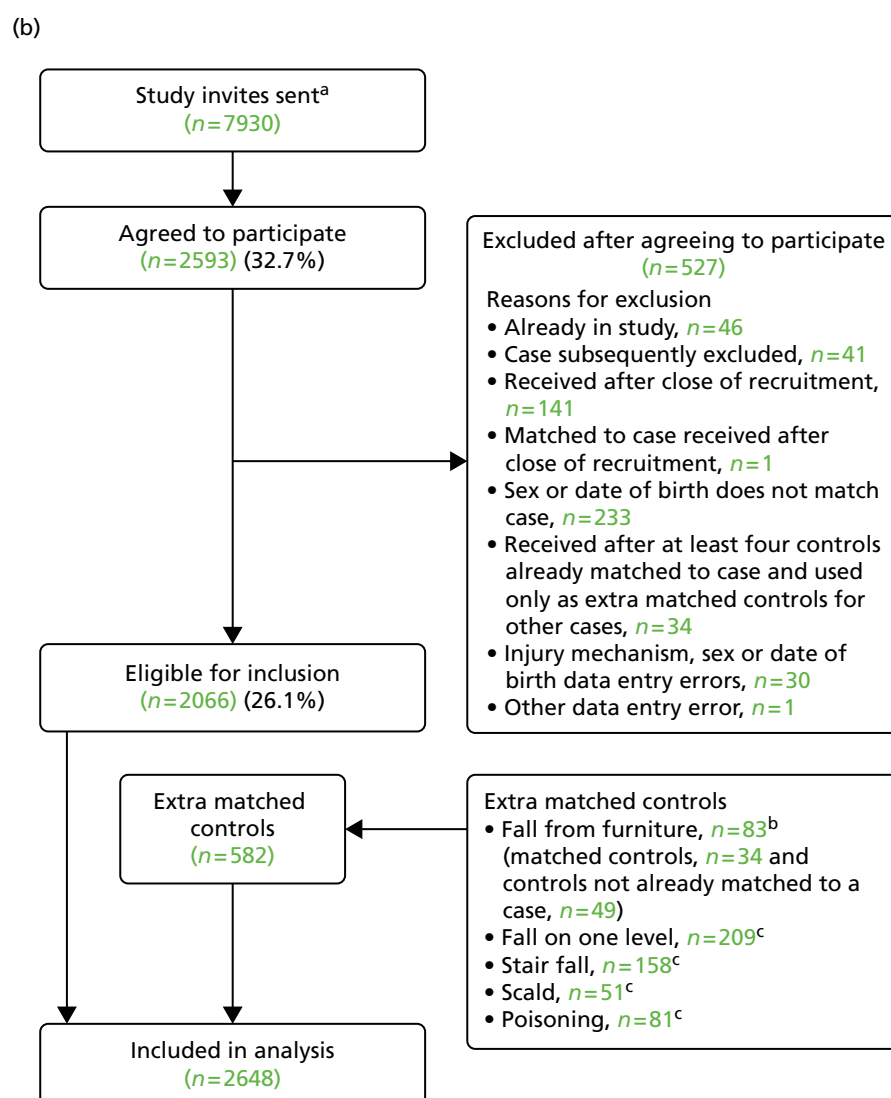 (b)
Study invites sentᵃ
(n=7930)
Agreed to participate
(n=2593) (32.7%)
Excluded after agreeing to participate
(n=527)
Reasons for exclusion
• Already in study, n=46
• Case subsequently excluded, n=41
• Received after close of recruitment,
n=141
• Matched to case received after
close of recruitment, n=1
• Sex or date of birth does not match
case, n=233
• Received after at least four controls
already matched to case and used
only as extra matched controls for
other cases, n=34
• Injury mechanism, sex or date of
birth data entry errors, n=30
• Other data entry error, n=1
Eligible for inclusion
(n=2066) (26.1%)
Extra matched
controls
(n=582)
Extra matched controls
• Fall from furniture, n=83ᵇ
(matched controls, n=34 and
controls not already matched to a
case, n=49)
• Fall on one level, n=209ᶜ
• Stair fall, n=158ᶜ
• Scald, n=51ᶜ
• Poisoning, n=81ᶜ
Included in analysis
(n=2648)